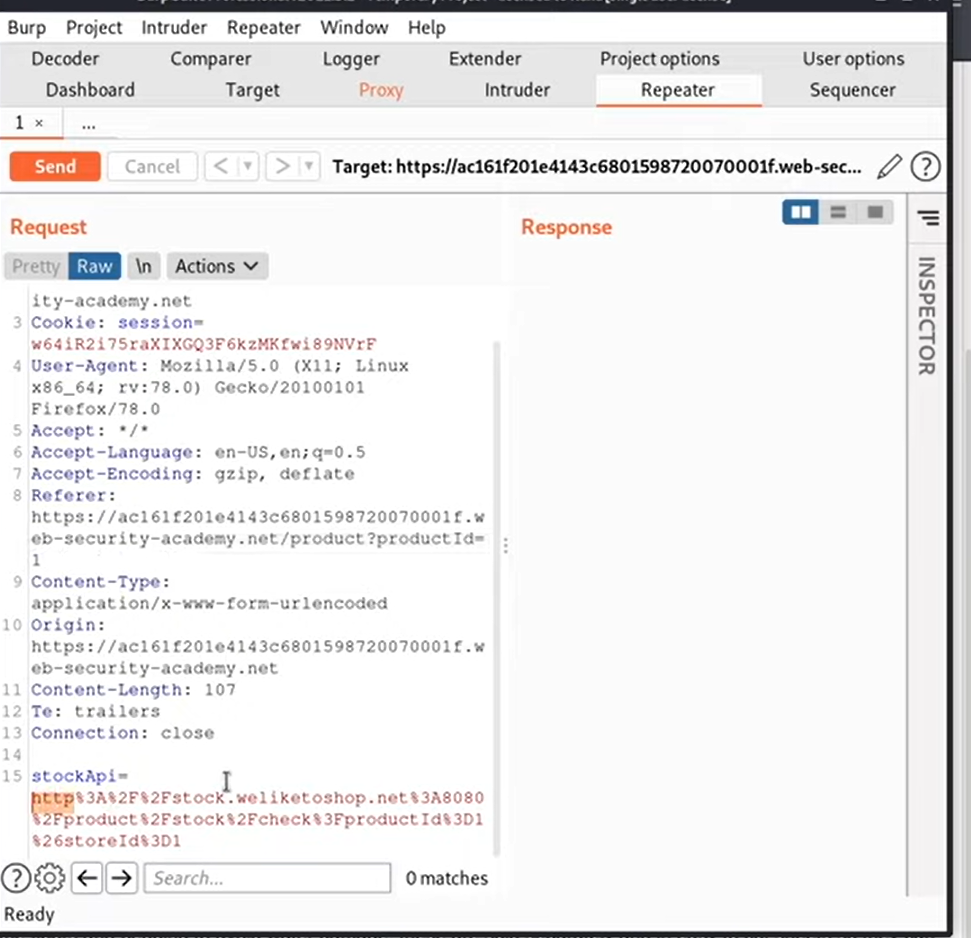 Burp Project Intruder Repeater Window Help
Decoder Comparer Logger Extender Project options User options
Dashboard Target Proxy Intruder Repeater Sequencer
1 × ...
Send Cancel < > Target: https://ac161f201e4143c6801598720070001f.web-sec... ?
Request
Response
Pretty Raw \n Actions
INSPECTOR
ity-academy.net
3 Cookie: session=
w64iR2i75raXIXGQ3F6kzMKfwi89NVrF
4 User-Agent: Mozilla/5.0 (X11; Linux
x86_64; rv:78.0) Gecko/20100101
Firefox/78.0
5 Accept: */*
6 Accept-Language: en-US,en;q=0.5
7 Accept-Encoding: gzip, deflate
8 Referer:
https://ac161f201e4143c6801598720070001f.w
eb-security-academy.net/product?productId=
1
9 Content-Type:
application/x-www-form-urlencoded
10 Origin:
https://ac161f201e4143c6801598720070001f.w
eb-security-academy.net
11 Content-Length: 107
12 Te: trailers
13 Connection: close
14
15 stockApi=
http%3A%2F%2Fstock.weliketoshop.net%3A8080
%2Fproduct%2Fstock%2Fcheck%3FproductId%3D1
%26storeId%3D1
? Search... 0 matches
Ready